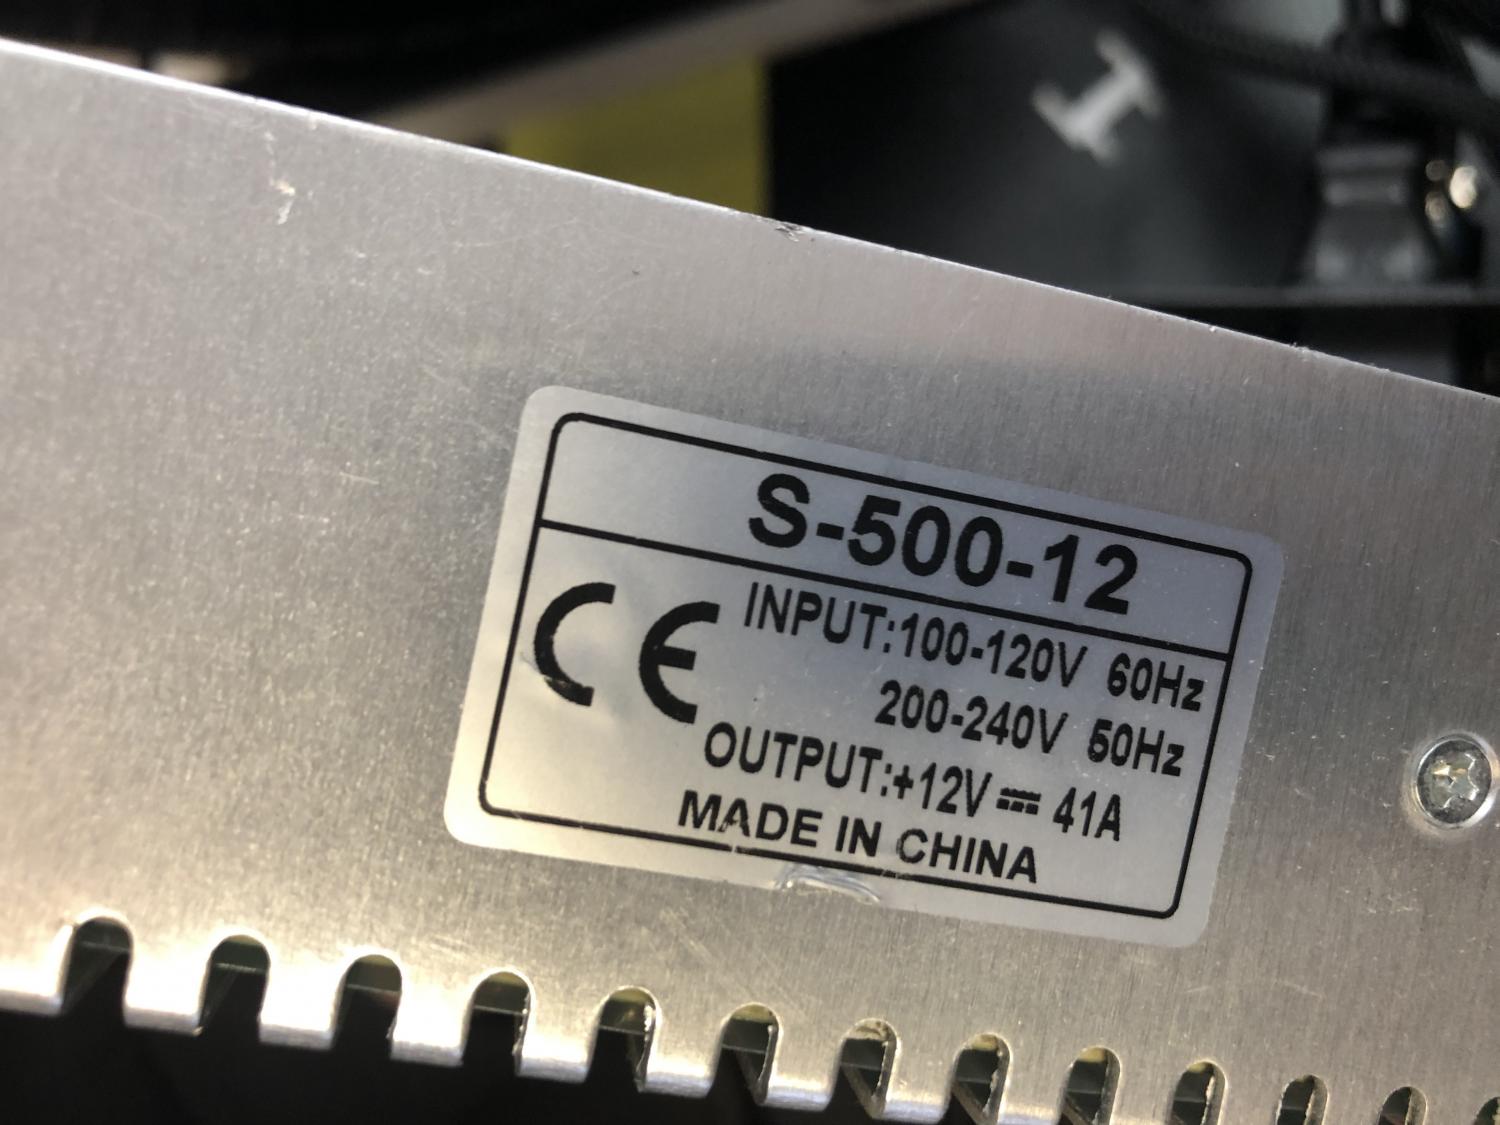 S-500-12
CE INPUT:100-120V 60Hz
200-240V 50Hz
OUTPUT:+12V⎓41A
MADE IN CHINA